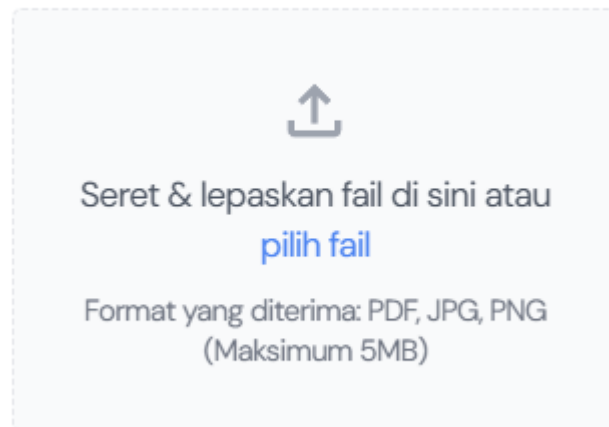 Seret & lepaskan fail di sini atau
pilih fail
Format yang diterima: PDF, JPG, PNG
(Maksimum 5MB)